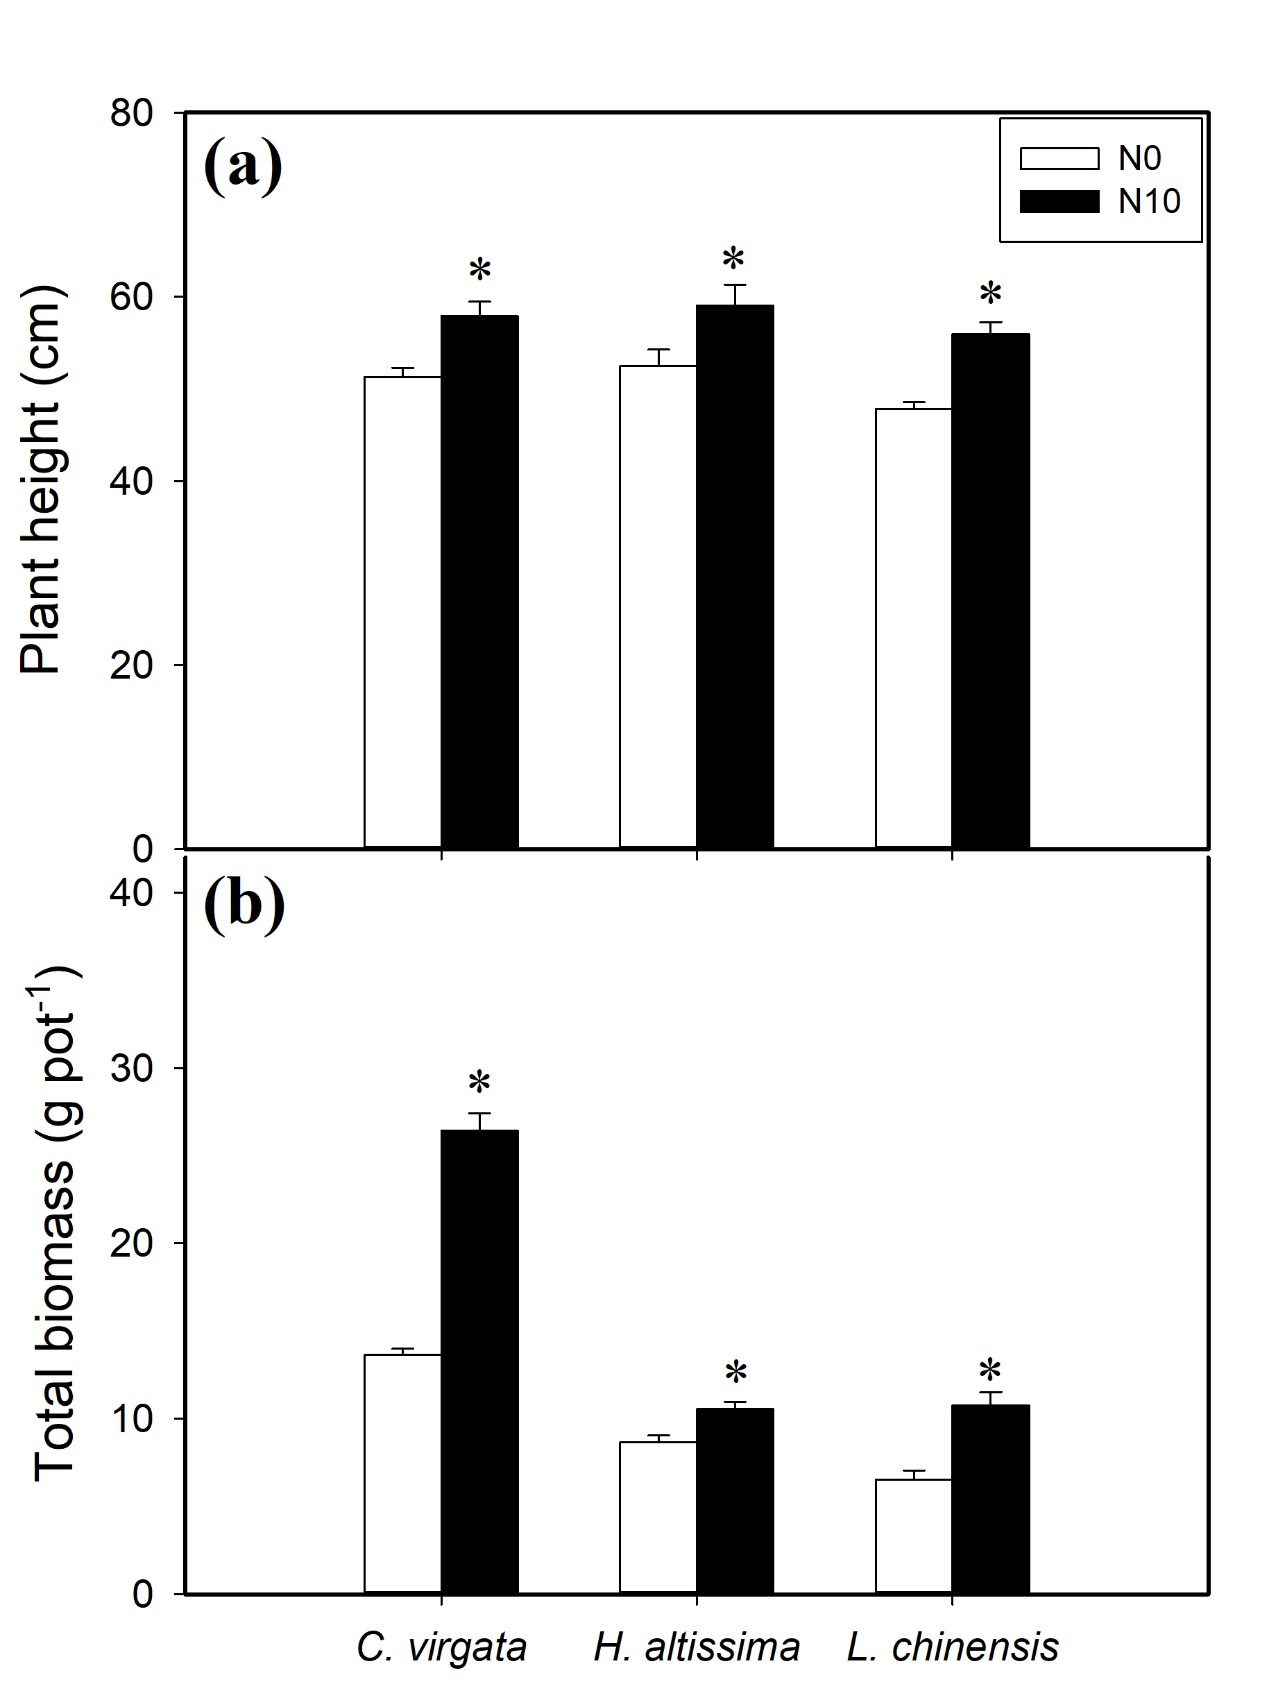 80
(a)
N0
N10
*
*
*
60
40
20
0
Plant height (cm)
(b)
40
30
*
20
*
*
10
0
Total biomass (g pot-1)
C. virgata
H. altissima
L. chinensis